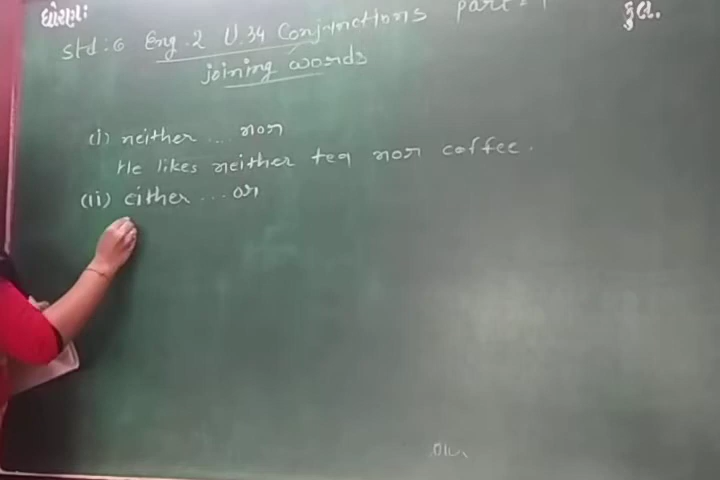 ધોરણઃ
કુલ.
Std: 6 Eng. 2 U. 34 Conjunctions part-1
joining words
(i) neither ... nor
He likes neither tea nor coffee.
(ii) either ... or